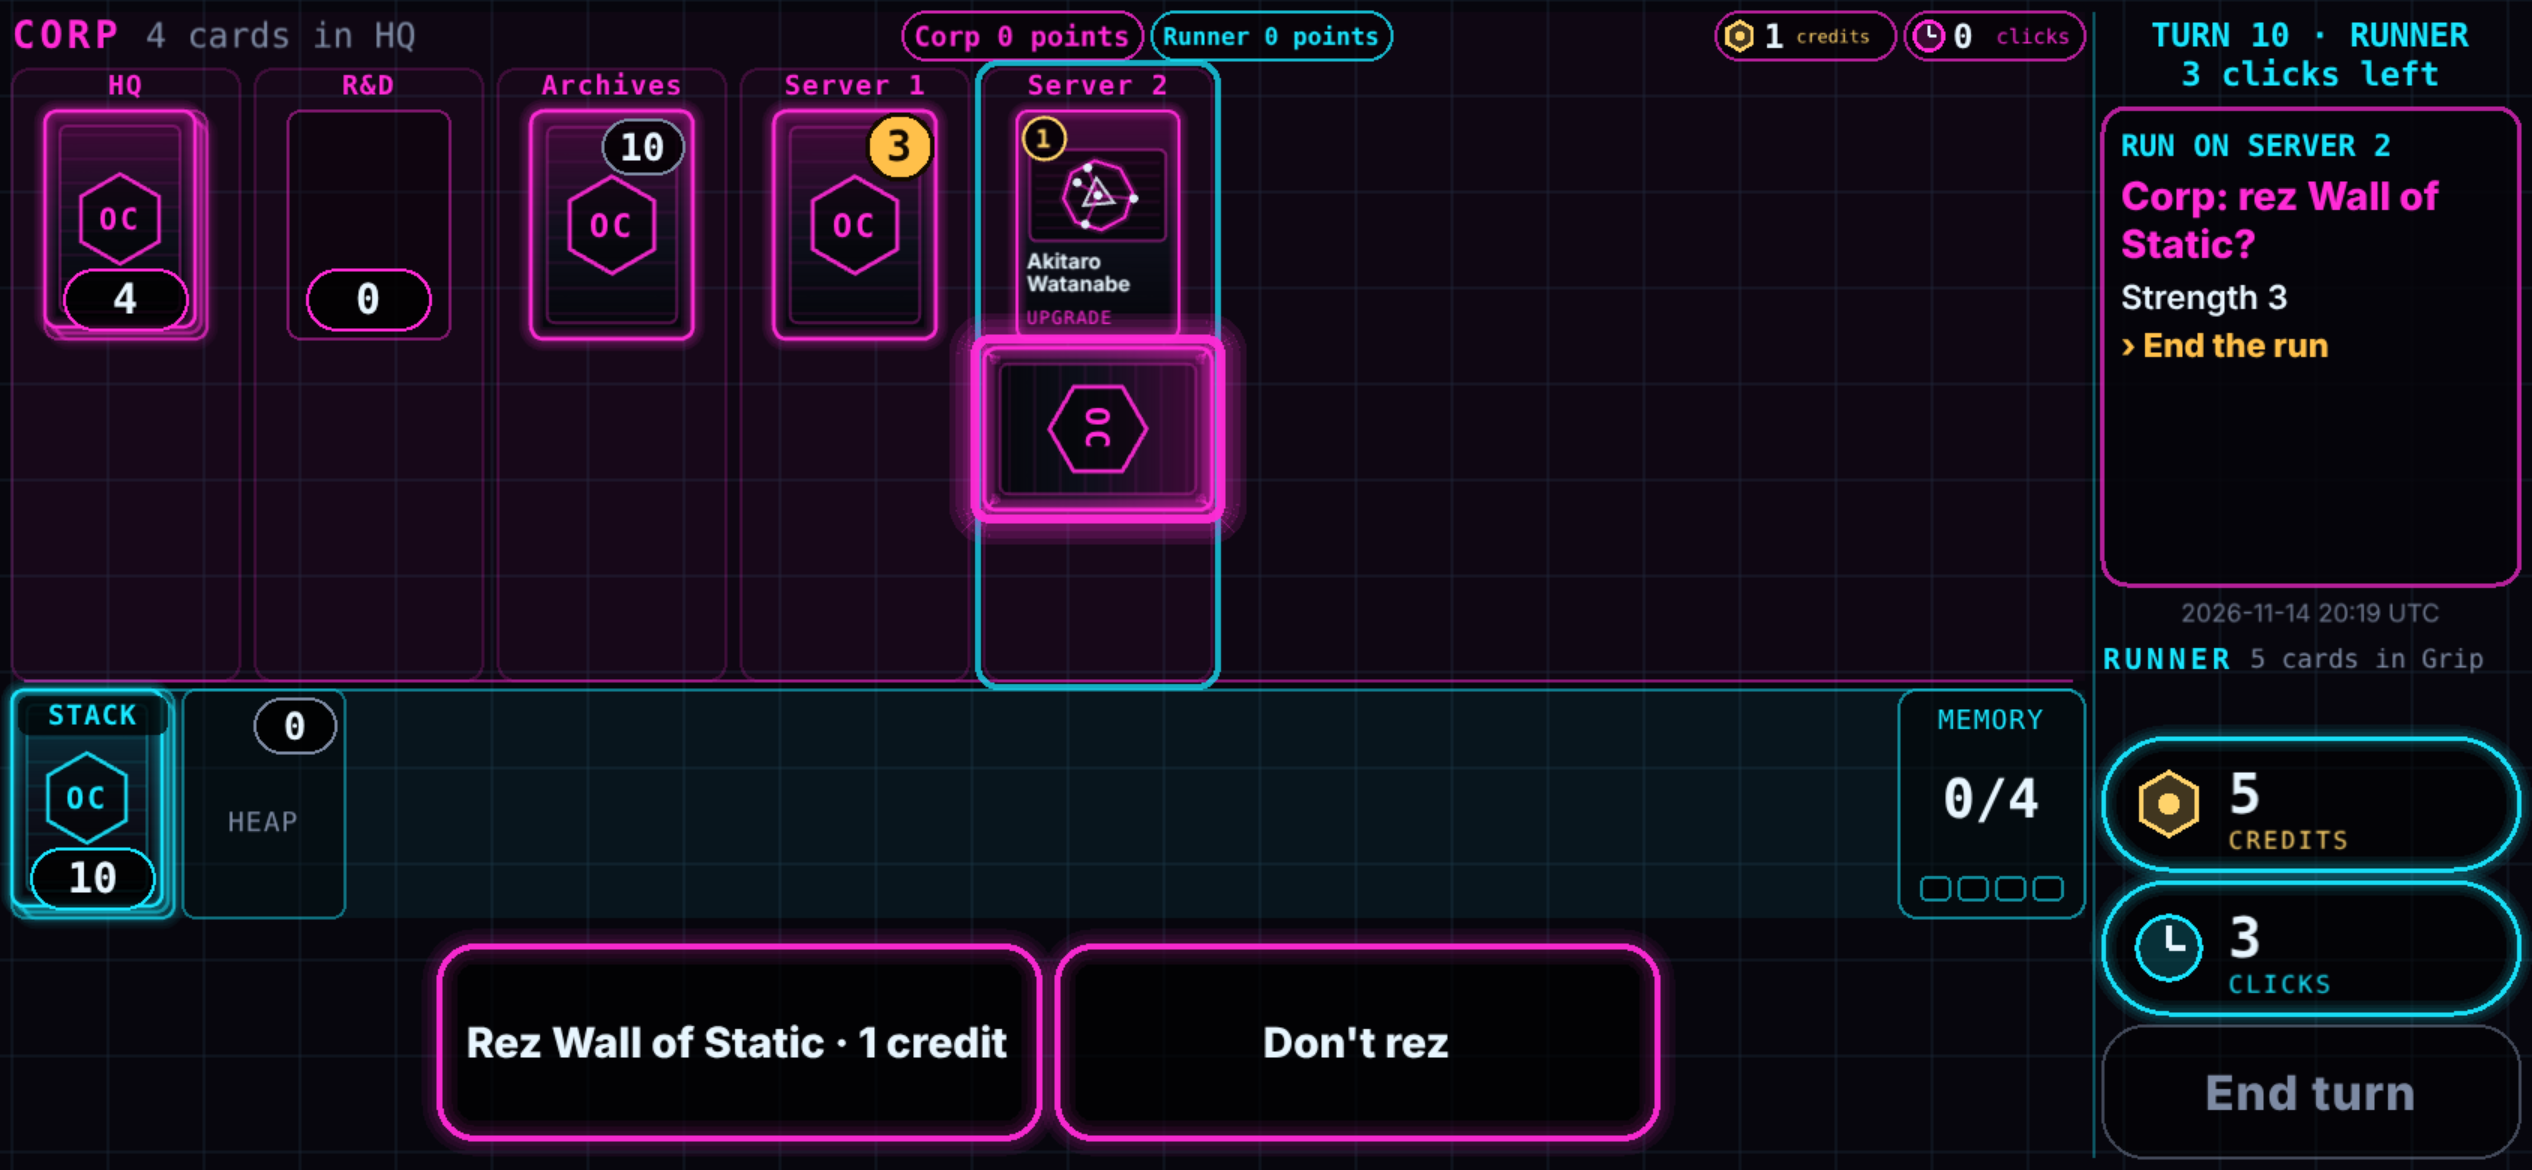 CORP 4 cards in HQ
Corp 0 points
Runner 0 points
1 credits
0 clicks
TURN 10 · RUNNER
3 clicks left
HQ
R&D
Archives
Server 1
Server 2
OC
4
0
10
OC
3
OC
1
Akitaro
Watanabe
UPGRADE
OC
RUN ON SERVER 2
Corp: rez Wall of
Static?
Strength 3
› End the run
2026-11-14 20:19 UTC
RUNNER 5 cards in Grip
STACK
OC
10
0
HEAP
MEMORY
0/4
5
CREDITS
3
CLICKS
Rez Wall of Static · 1 credit
Don't rez
End turn